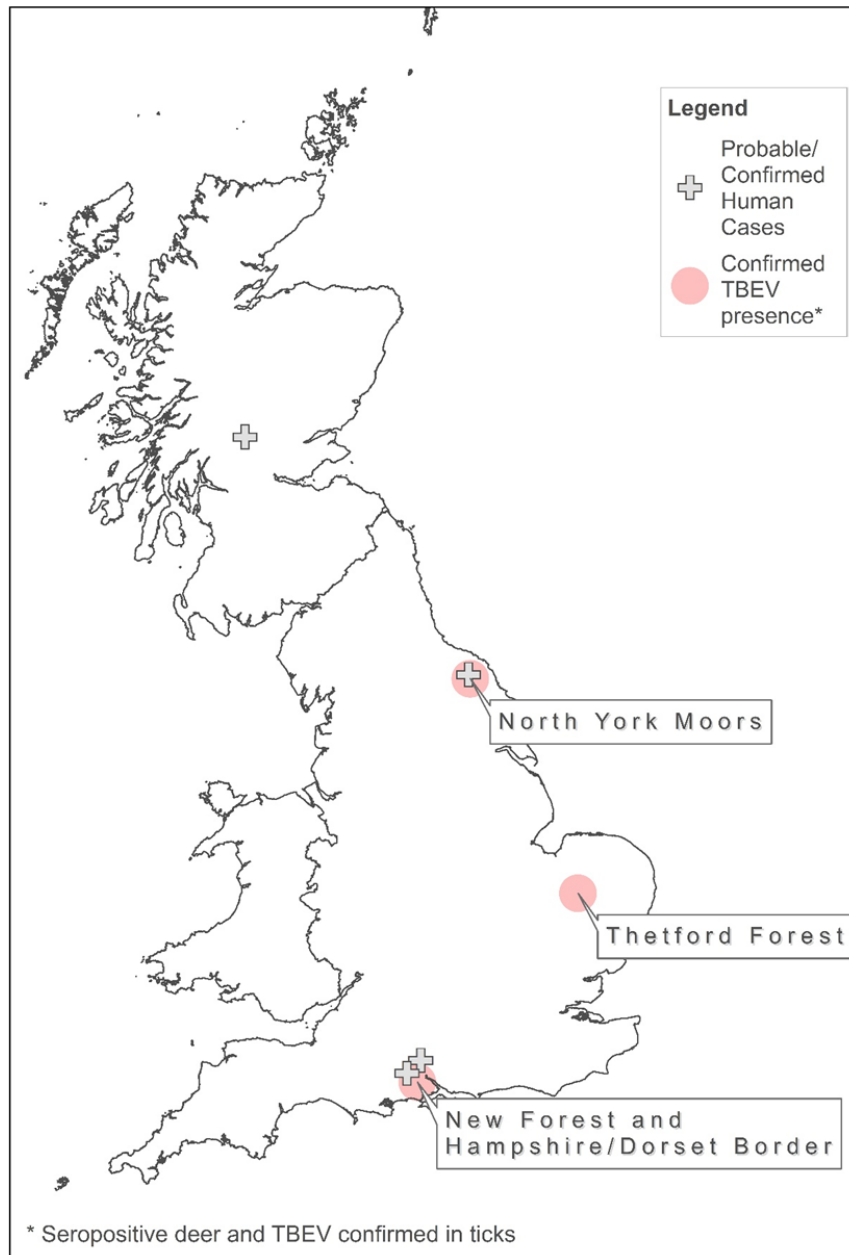 Legend
Probable/
Confirmed
Human
Cases
Confirmed
TBEV
presence*
North York Moors
Thetford Forest
New Forest and
Hampshire/Dorset Border
* Seropositive deer and TBEV confirmed in ticks